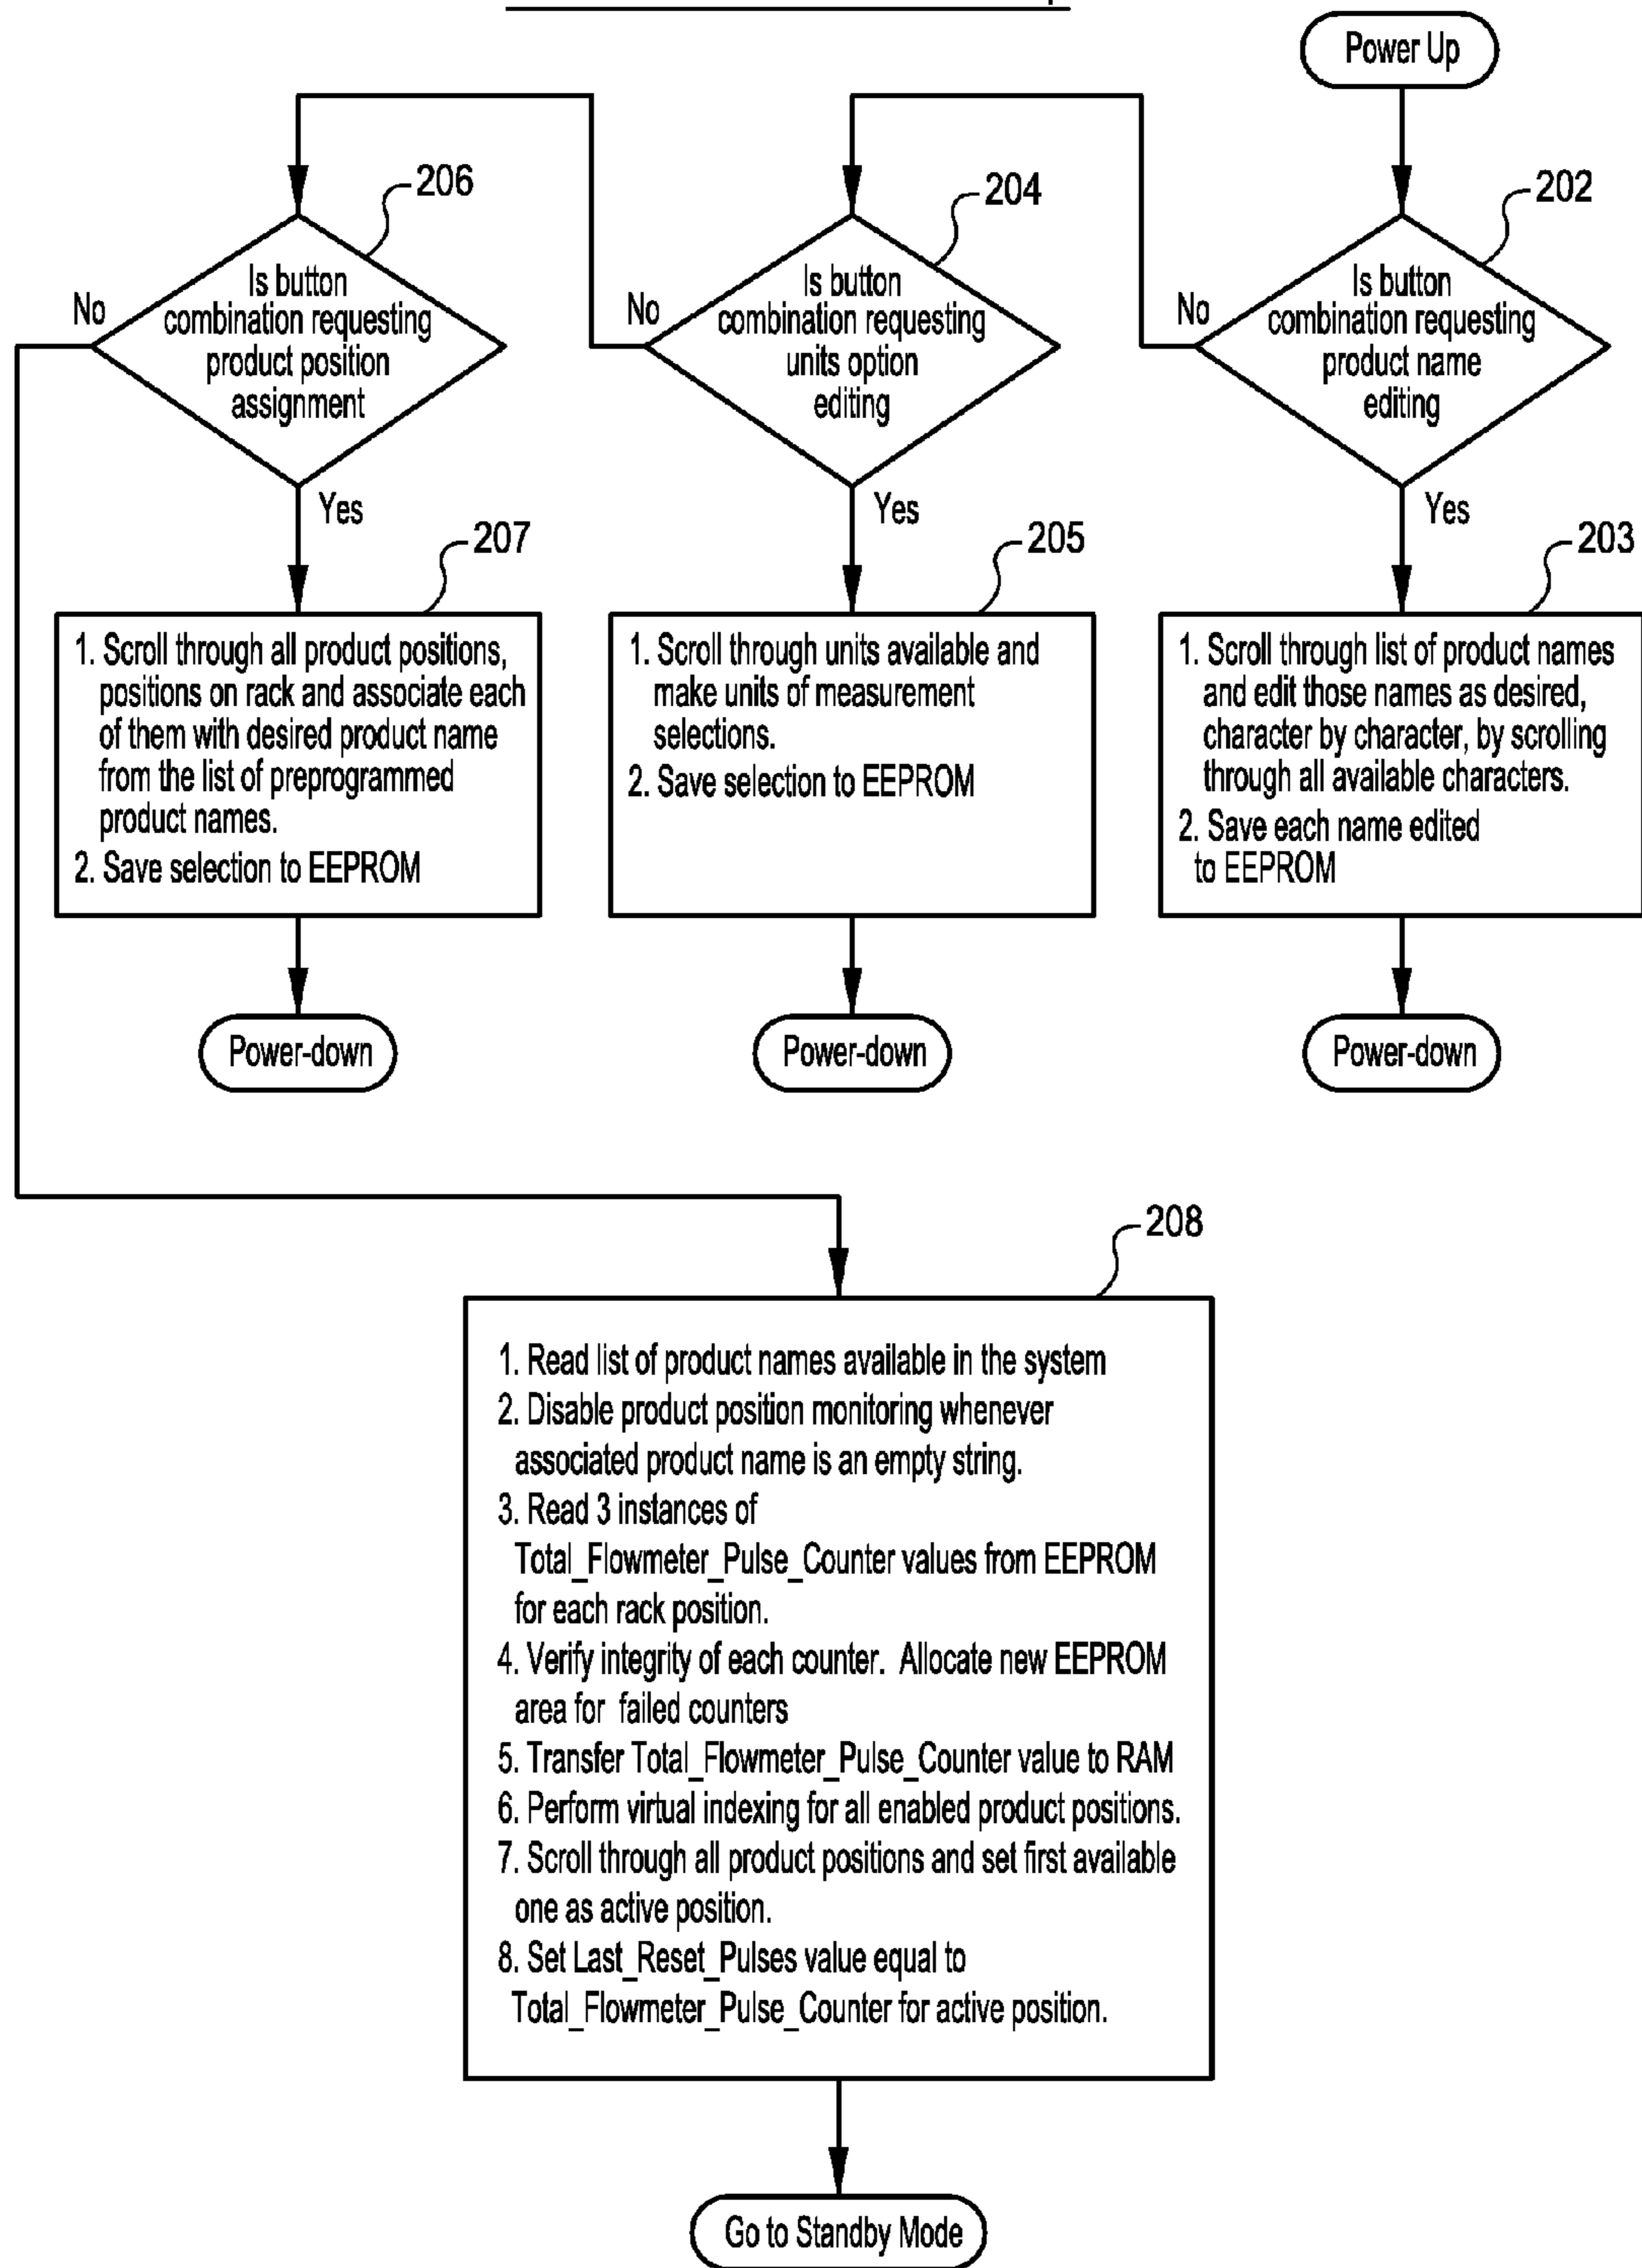 Power Up
206
204
202
Is button
combination requesting
product position
assignment
No
Yes
Is button
combination requesting
units option
editing
No
Yes
Is button
combination requesting
product name
editing
No
Yes
207
205
203
1. Scroll through all product positions,
positions on rack and associate each
of them with desired product name
from the list of preprogrammed
product names.
2. Save selection to EEPROM
1. Scroll through units available and
make units of measurement
selections.
2. Save selection to EEPROM
1. Scroll through list of product names
and edit those names as desired,
character by character, by scrolling
through all available characters.
2. Save each name edited
to EEPROM
Power-down
Power-down
Power-down
208
1. Read list of product names available in the system
2. Disable product position monitoring whenever
associated product name is an empty string.
3. Read 3 instances of
Total_Flowmeter_Pulse_Counter values from EEPROM
for each rack position.
4. Verify integrity of each counter. Allocate new EEPROM
area for failed counters
5. Transfer Total_Flowmeter_Pulse_Counter value to RAM
6. Perform virtual indexing for all enabled product positions.
7. Scroll through all product positions and set first available
one as active position.
8. Set Last_Reset_Pulses value equal to
Total_Flowmeter_Pulse_Counter for active position.
Go to Standby Mode